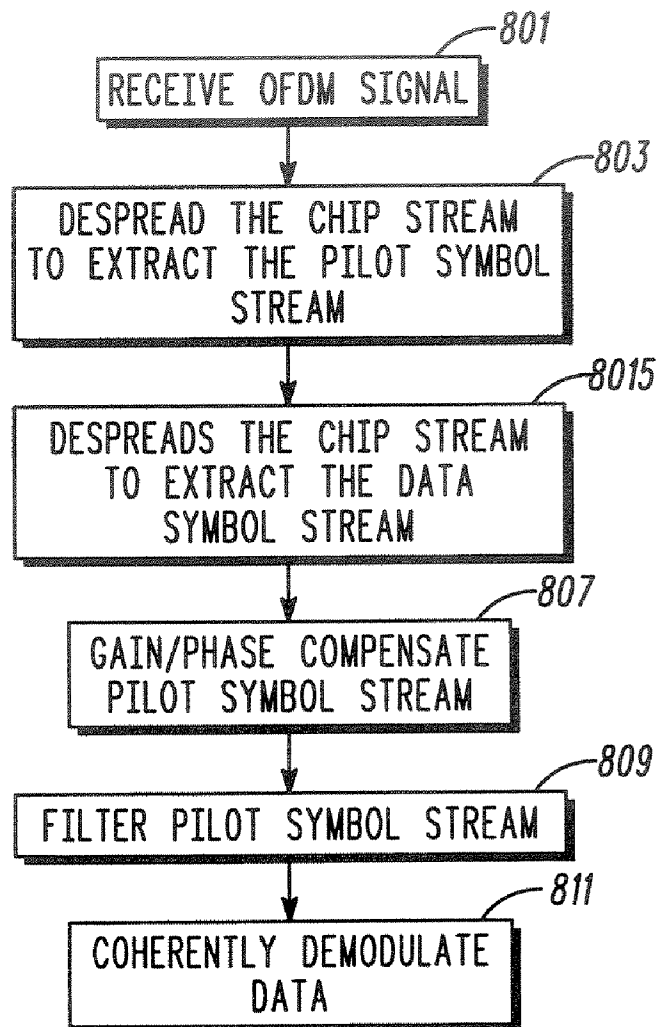 801
RECEIVE OFDM SIGNAL
803
DESPREAD THE CHIP STREAM
TO EXTRACT THE PILOT SYMBOL
STREAM
8015
DESPREADS THE CHIP STREAM
TO EXTRACT THE DATA
SYMBOL STREAM
807
GAIN/PHASE COMPENSATE
PILOT SYMBOL STREAM
809
FILTER PILOT SYMBOL STREAM
811
COHERENTLY DEMODULATE
DATA